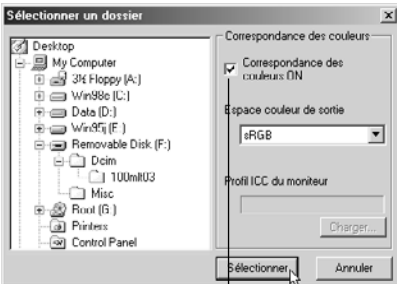 Sélectionner un dossier
Desktop
My Computer
3½ Floppy (A:)
Win98e (C:)
Data (D:)
Win95j (E:)
Removable Disk (F:)
Dcim
100mlt03
Misc
Root (G:)
Printers
Control Panel
Correspondance des couleurs
Correspondance des
couleurs ON
Espace couleur de sortie
sRGB
Profil ICC du moniteur
Charger...
Sélectionner
Annuler